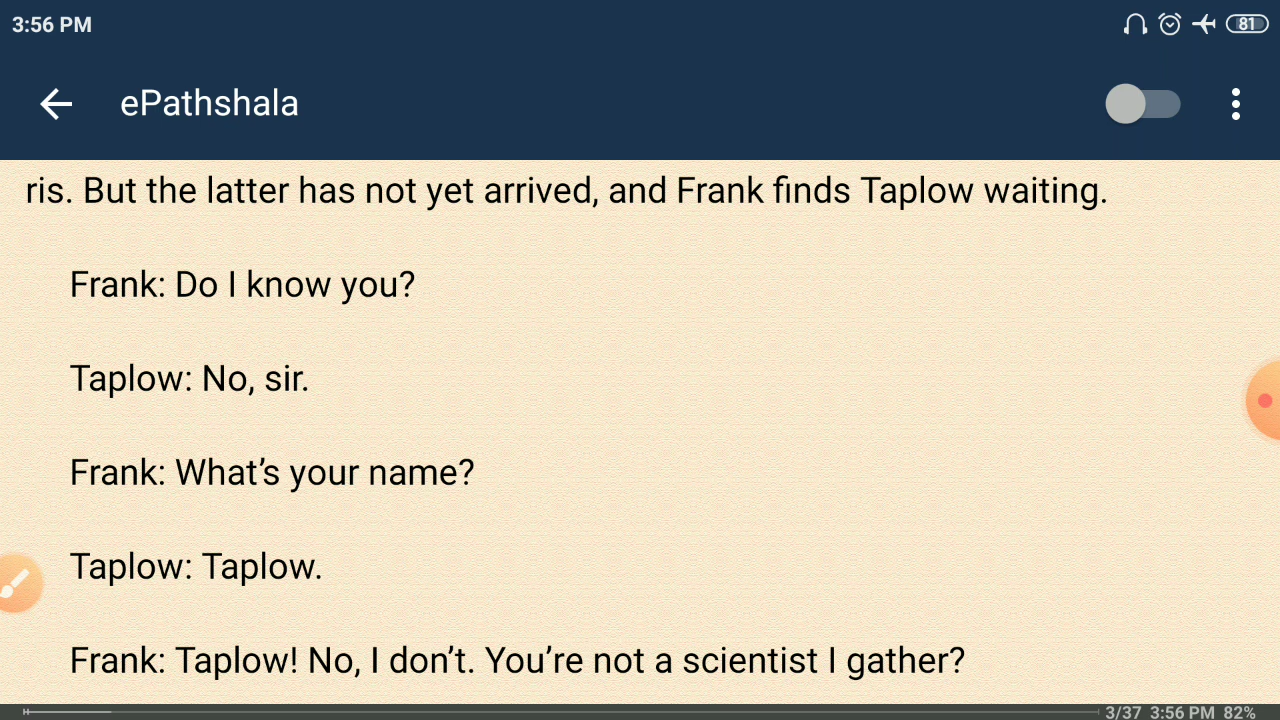 3:56 PM
81
ePathshala
ris. But the latter has not yet arrived, and Frank finds Taplow waiting.
Frank: Do I know you?
Taplow: No, sir.
Frank: What’s your name?
Taplow: Taplow.
Frank: Taplow! No, I don’t. You’re not a scientist I gather?
3/37 3:56 PM 82%